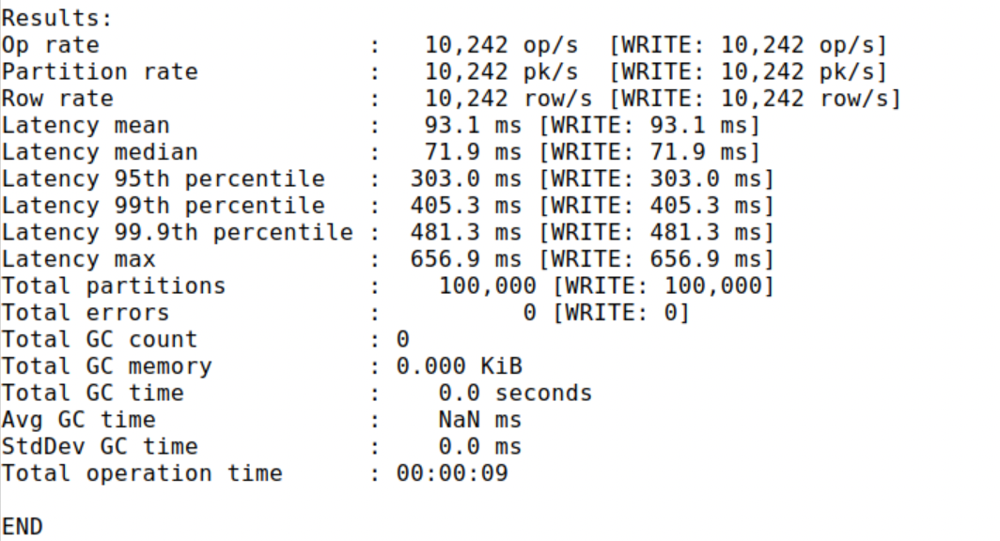 Results:
Op rate                   :   10,242 op/s  [WRITE: 10,242 op/s]
Partition rate            :   10,242 pk/s  [WRITE: 10,242 pk/s]
Row rate                  :   10,242 row/s [WRITE: 10,242 row/s]
Latency mean              :   93.1 ms [WRITE: 93.1 ms]
Latency median            :   71.9 ms [WRITE: 71.9 ms]
Latency 95th percentile   :  303.0 ms [WRITE: 303.0 ms]
Latency 99th percentile   :  405.3 ms [WRITE: 405.3 ms]
Latency 99.9th percentile :  481.3 ms [WRITE: 481.3 ms]
Latency max               :  656.9 ms [WRITE: 656.9 ms]
Total partitions          :    100,000 [WRITE: 100,000]
Total errors              :          0 [WRITE: 0]
Total GC count            : 0
Total GC memory           : 0.000 KiB
Total GC time             :    0.0 seconds
Avg GC time               :    NaN ms
StdDev GC time            :    0.0 ms
Total operation time      : 00:00:09

END